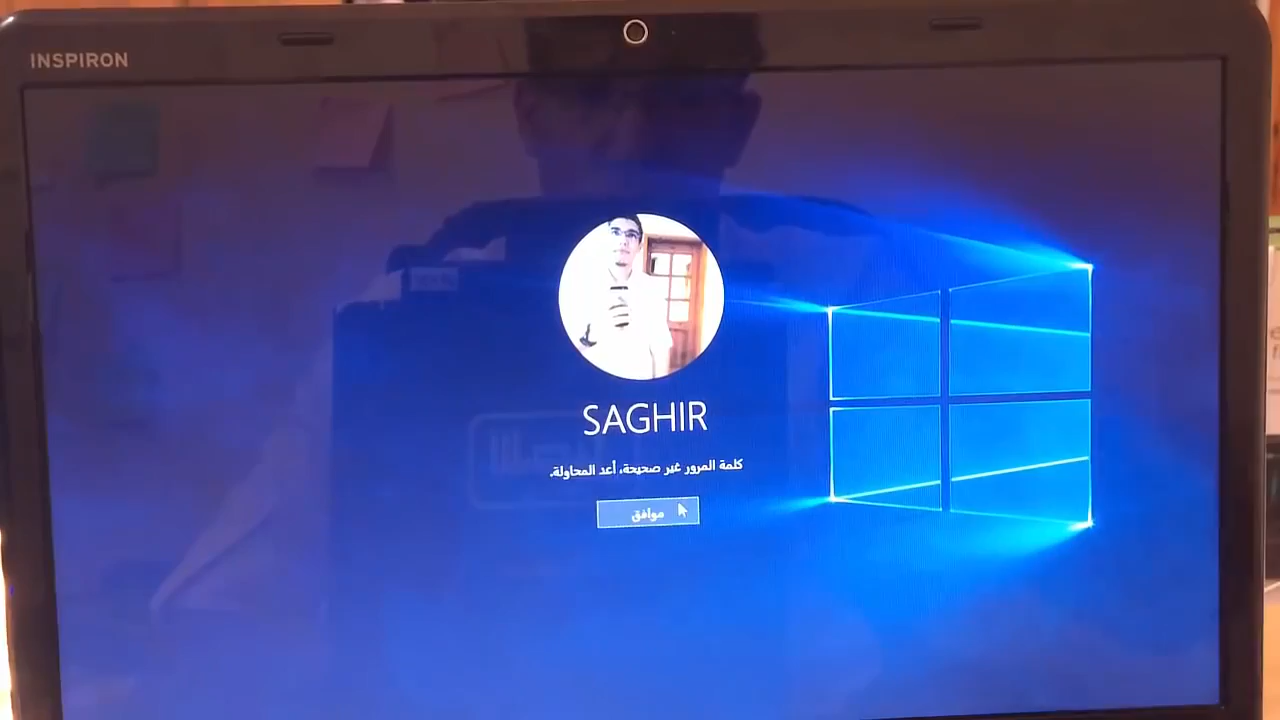 INSPIRON
SAGHIR
كلمة المرور غير صحيحة، أعد المحاولة.
موافق